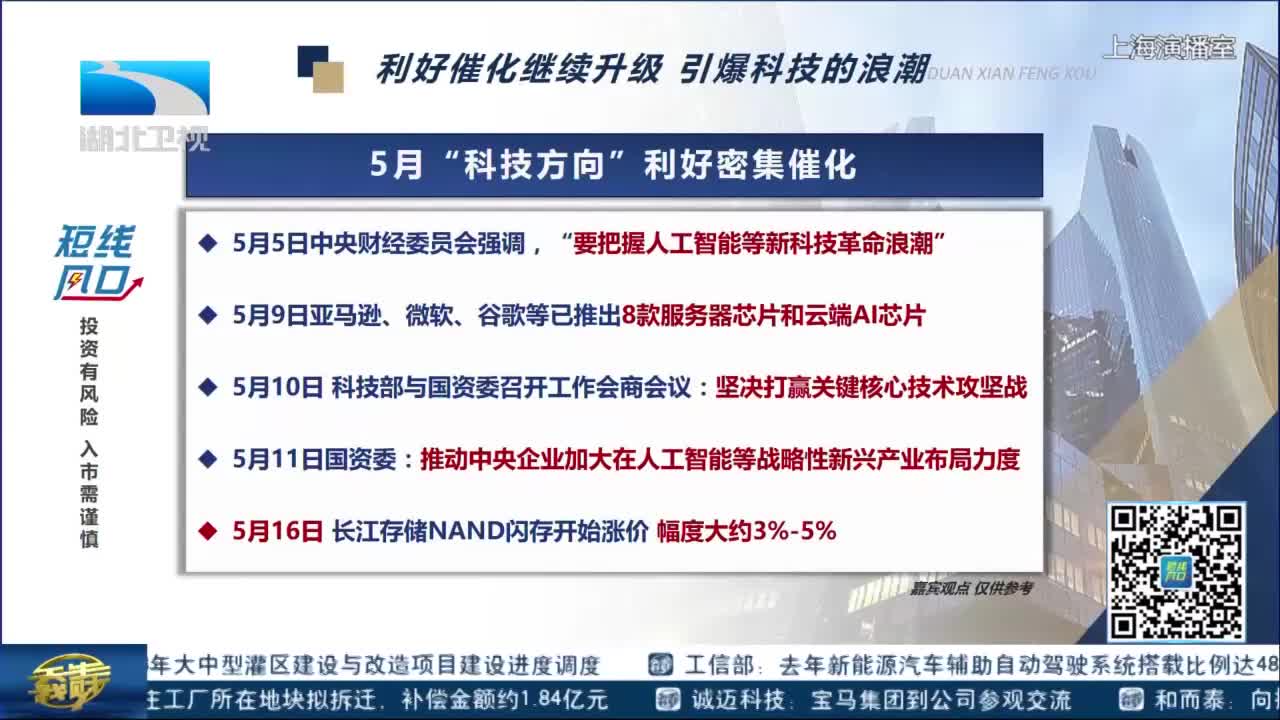 利好催化继续升级 引爆科技的浪潮
DUAN XIAN FENG KOU
上海演播室
湖北卫视
5月“科技方向”利好密集催化
短线
风口
投资有风险 入市需谨慎
◆ 5月5日中央财经委员会强调，“要把握人工智能等新科技革命浪潮”
◆ 5月9日亚马逊、微软、谷歌等已推出8款服务器芯片和云端AI芯片
◆ 5月10日 科技部与国资委召开工作会商会议：坚决打赢关键核心技术攻坚战
◆ 5月11日国资委：推动中央企业加大在人工智能等战略性新兴产业布局力度
◆ 5月16日 长江存储NAND闪存开始涨价 幅度大约3%-5%
嘉宾观点 仅供参考
短线
风口
年大中型灌区建设与改造项目建设进度调度 工信部：去年新能源汽车辅助自动驾驶系统搭载比例达48
工厂所在地块拟拆迁，补偿金额约1.84亿元 诚迈科技：宝马集团到公司参观交流 和而泰：向